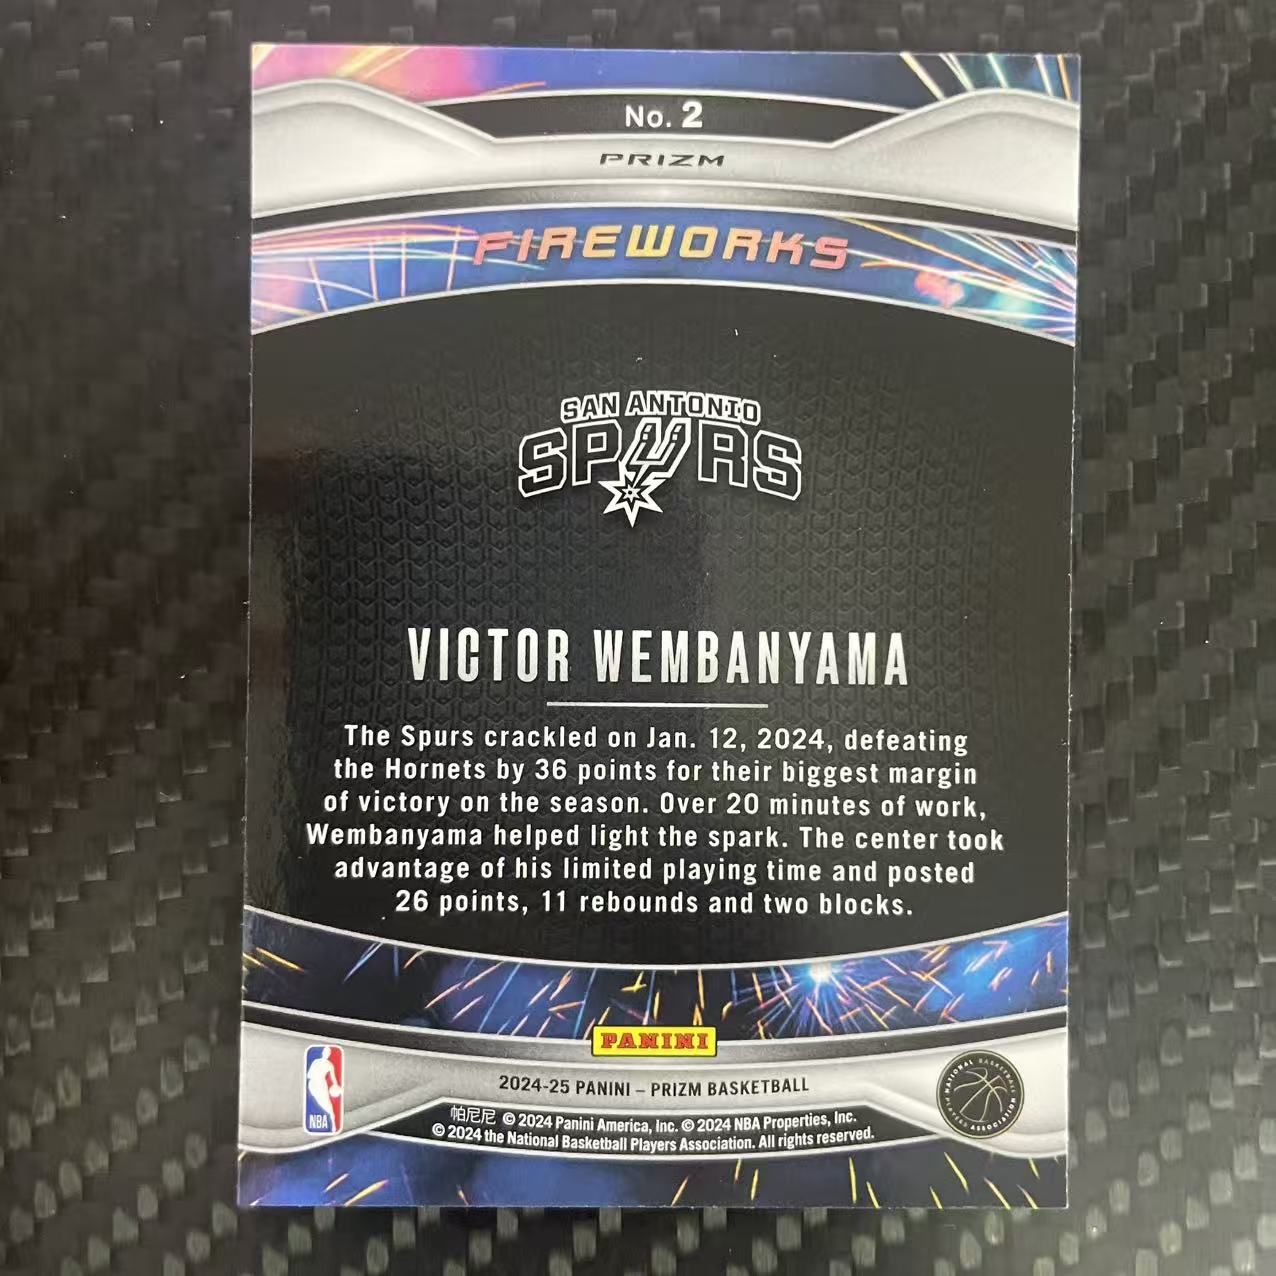 No. 2
PRIZM
FIREWORKS
SAN ANTONIO
SPURS
VICTOR WEMBANYAMA
The Spurs crackled on Jan. 12, 2024, defeating
the Hornets by 36 points for their biggest margin
of victory on the season. Over 20 minutes of work,
Wembanyama helped light the spark. The center took
advantage of his limited playing time and posted
26 points, 11 rebounds and two blocks.
PANINI
2024-25 PANINI – PRIZM BASKETBALL
帕尼尼 © 2024 Panini America, Inc. © 2024 NBA Properties, Inc.
© 2024 the National Basketball Players Association. All rights reserved.
NBA
NATIONAL BASKETBALL PLAYERS ASSOCIATION